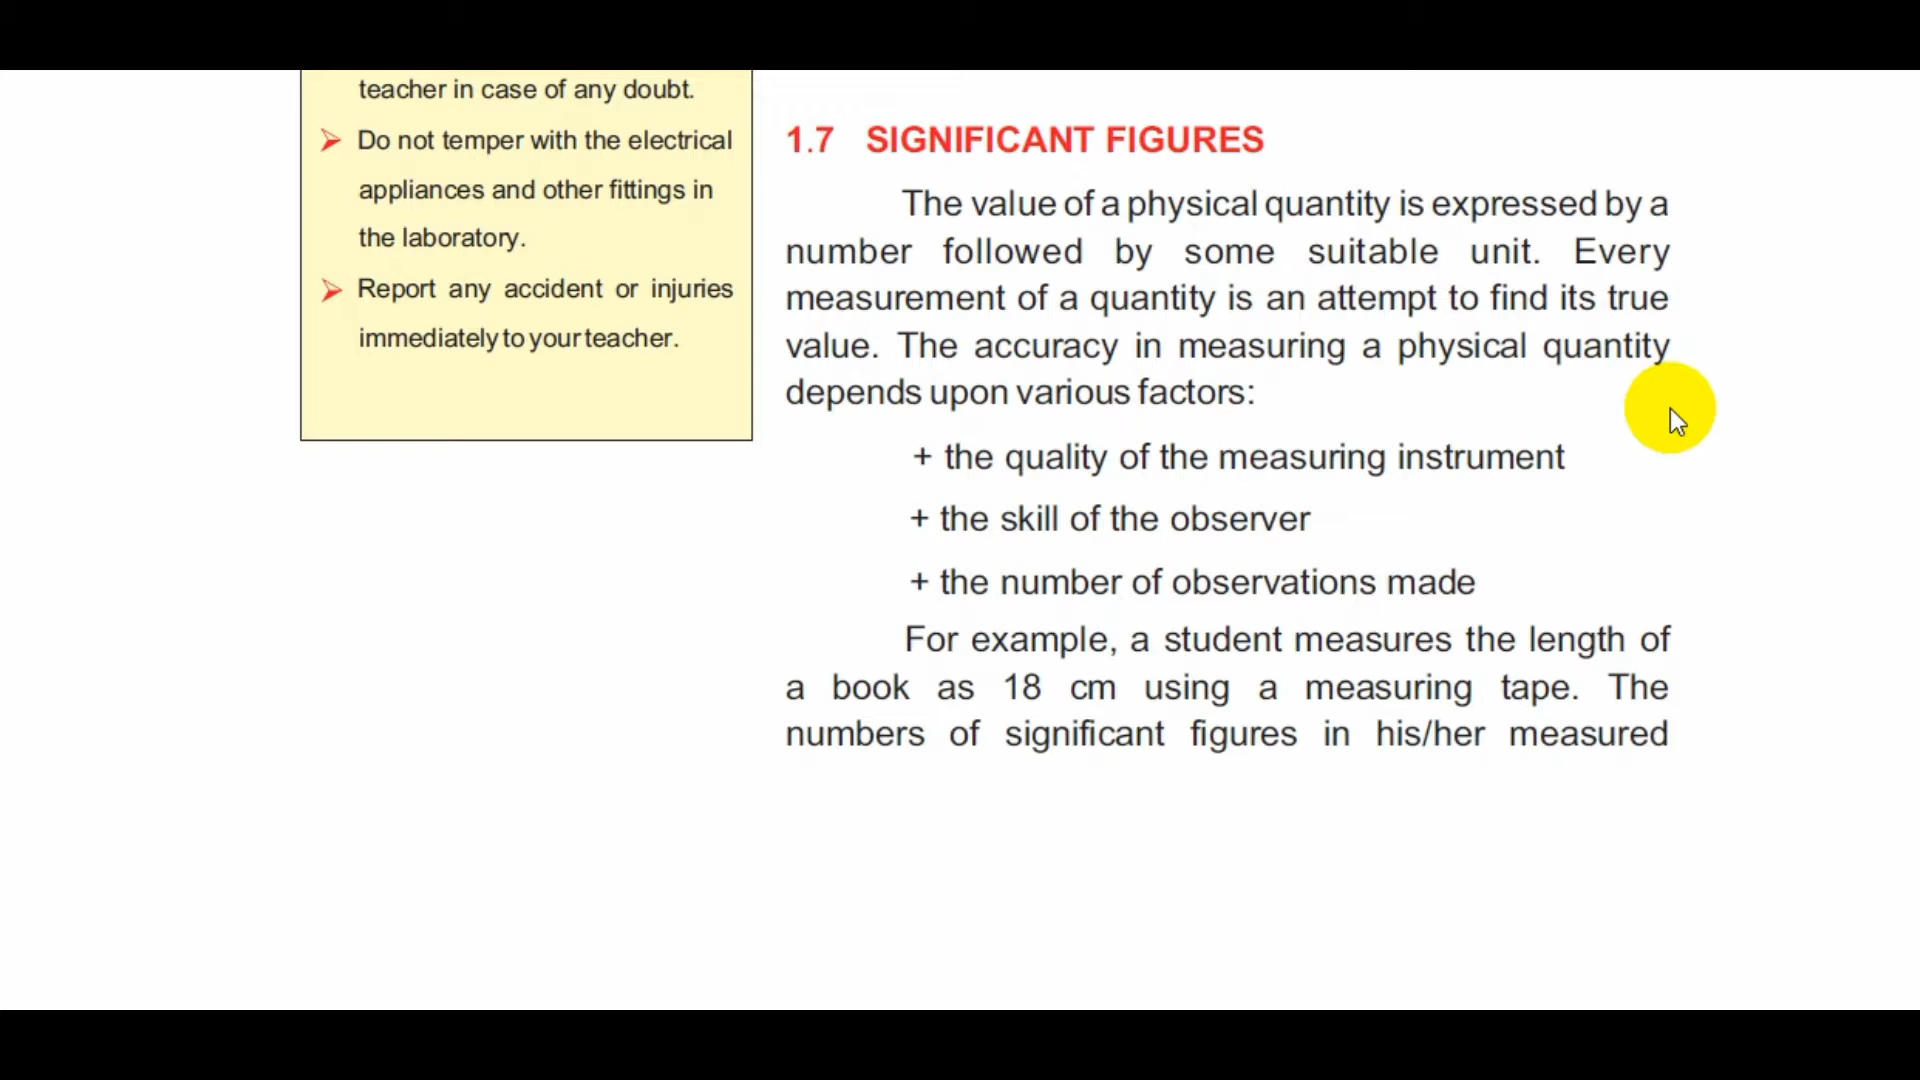 teacher in case of any doubt.
Do not temper with the electrical
appliances and other fittings in
the laboratory.
Report any accident or injuries
immediately to your teacher.
1.7 SIGNIFICANT FIGURES
The value of a physical quantity is expressed by a
number followed by some suitable unit. Every
measurement of a quantity is an attempt to find its true
value. The accuracy in measuring a physical quantity
depends upon various factors:
+ the quality of the measuring instrument
+ the skill of the observer
+ the number of observations made
For example, a student measures the length of
a book as 18 cm using a measuring tape. The
numbers of significant figures in his/her measured